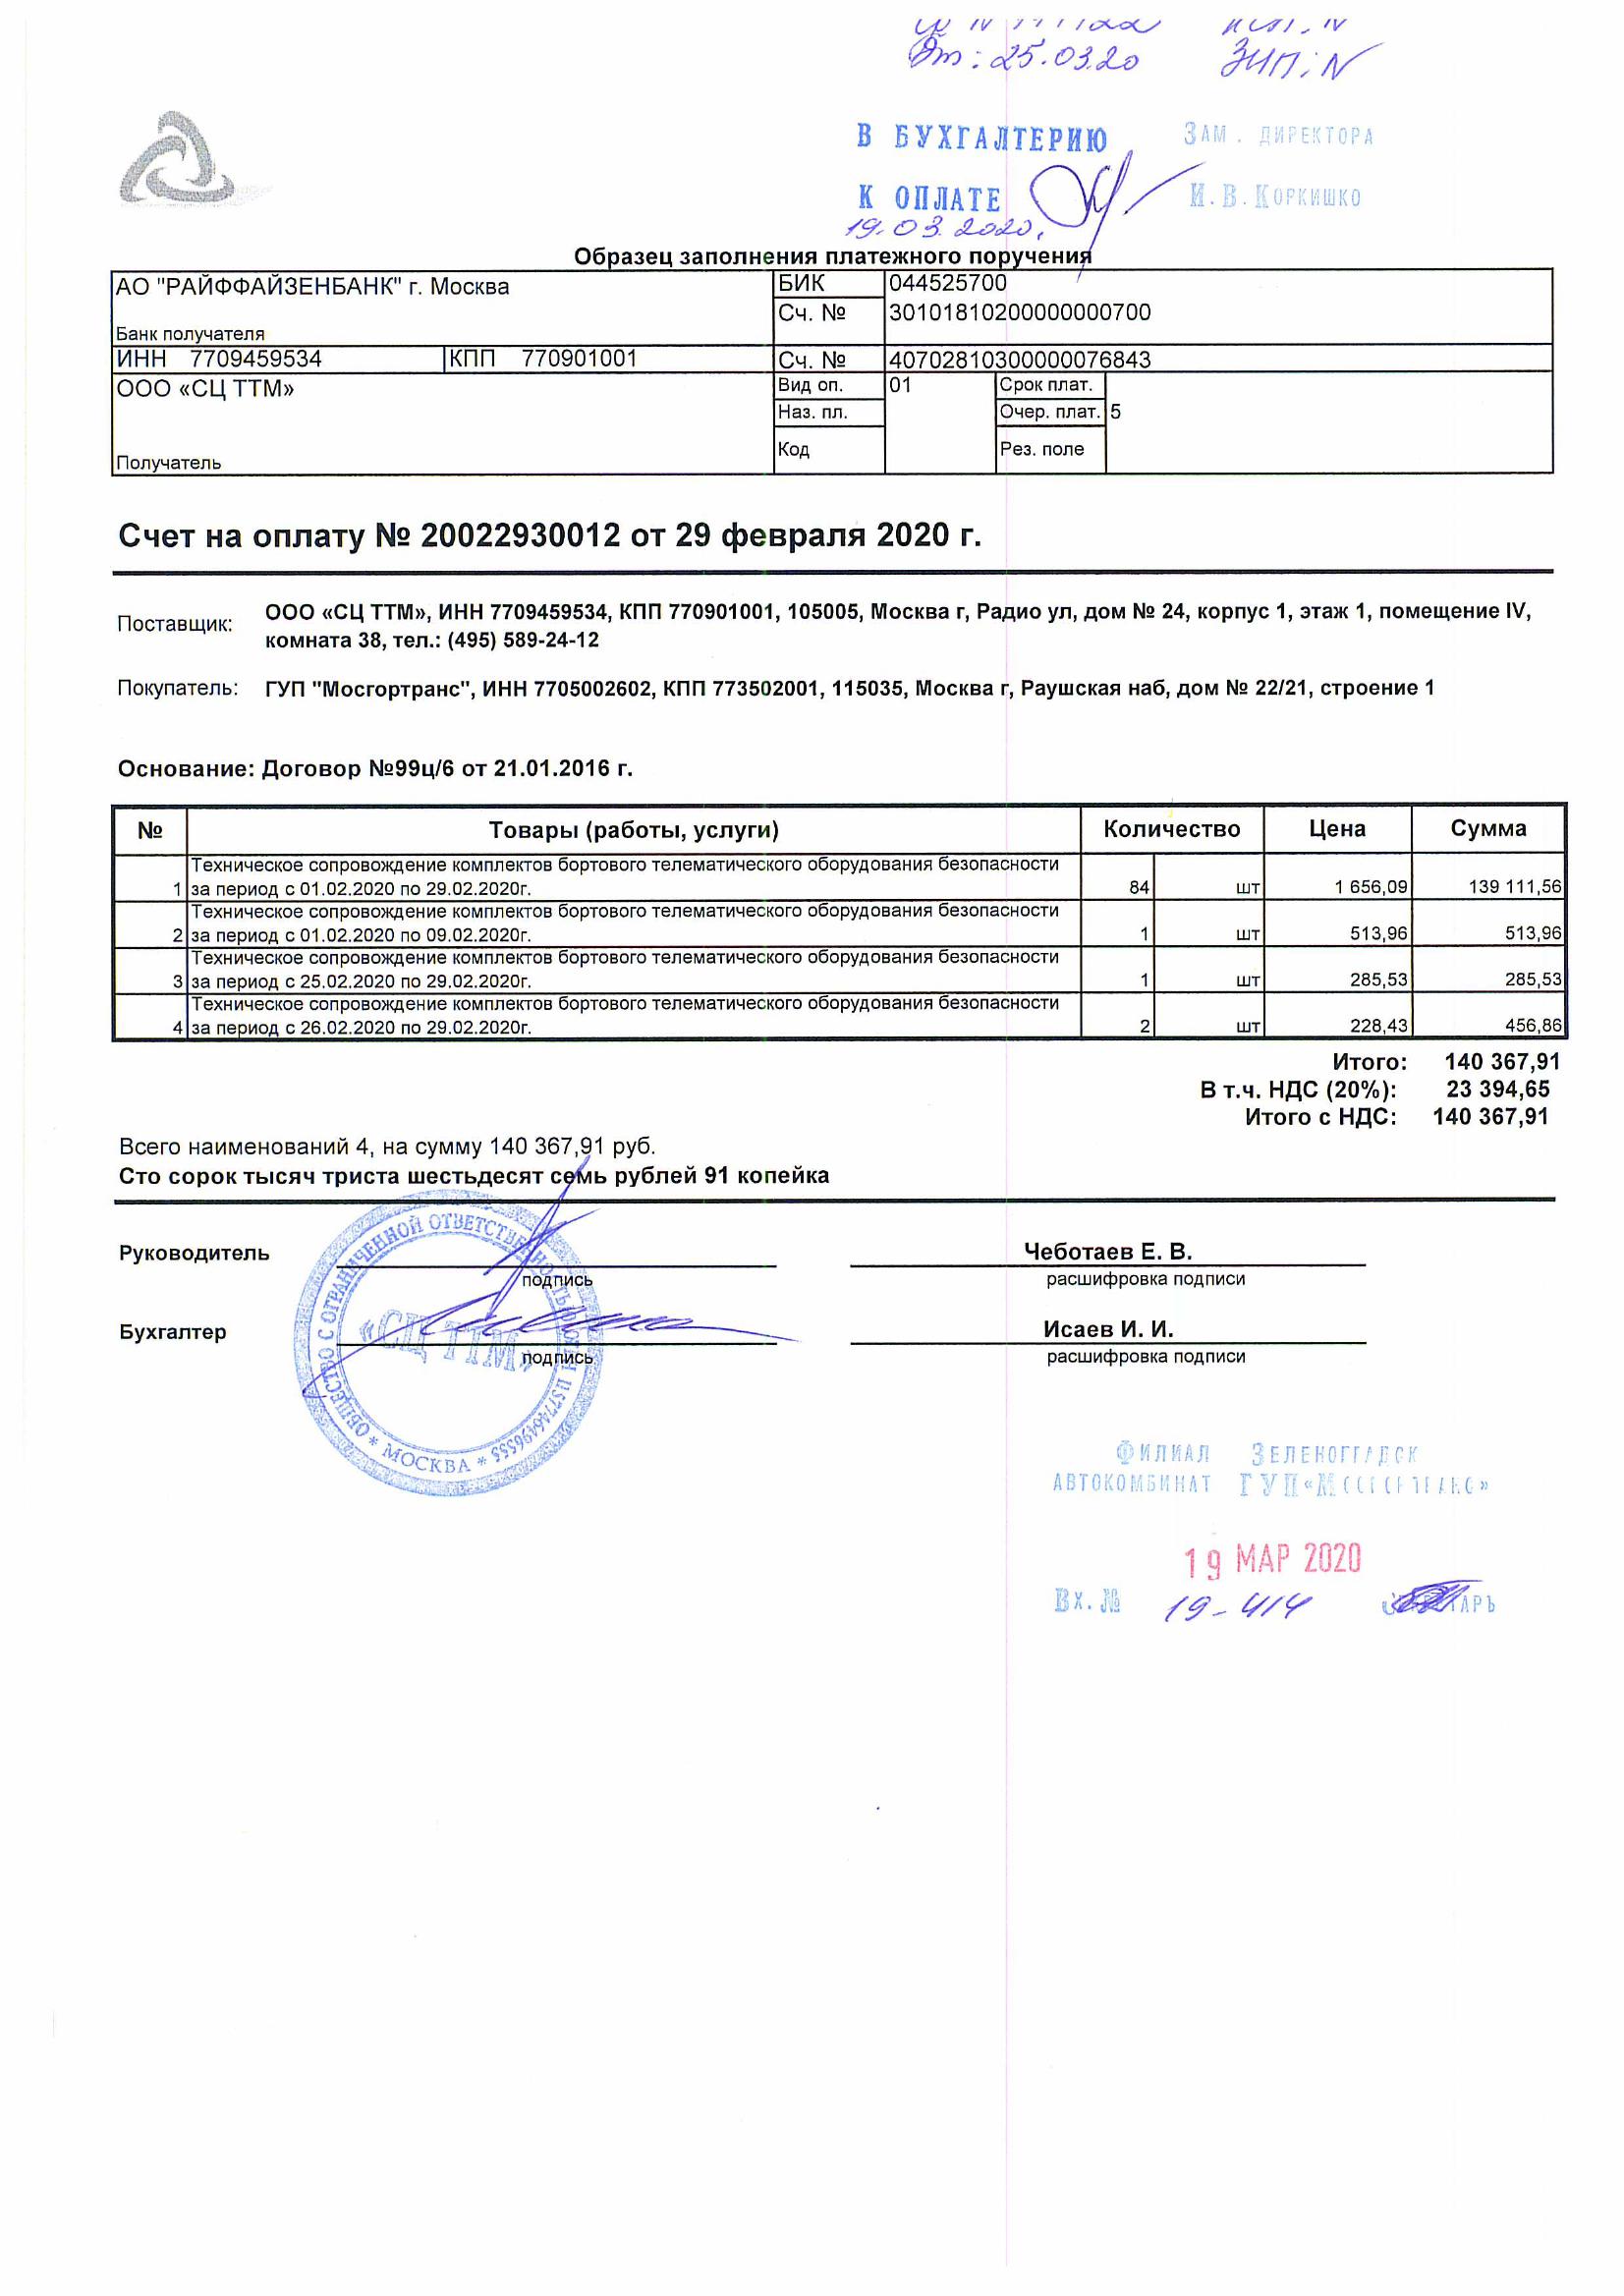 От: 25.03.20
В БУХГАЛТЕРИЮ ЗАМ. ДИРЕКТОРА
К ОПЛАТЕ И.В.КОРКИШКО
19.03.2020,
Образец заполнения платежного поручения
АО "РАЙФФАЙЗЕНБАНК" г. Москва БИК 044525700
Сч. № 30101810200000000700
Банк получателя
ИНН 7709459534 КПП 770901001 Сч. № 40702810300000076843
ООО «СЦ ТТМ» Вид оп. 01 Срок плат.
Наз. пл. Очер. плат. 5
Код Рез. поле
Получатель
Счет на оплату № 20022930012 от 29 февраля 2020 г.
Поставщик: ООО «СЦ ТТМ», ИНН 7709459534, КПП 770901001, 105005, Москва г, Радио ул, дом № 24, корпус 1, этаж 1, помещение IV,
комната 38, тел.: (495) 589-24-12
Покупатель: ГУП "Мосгортранс", ИНН 7705002602, КПП 773502001, 115035, Москва г, Раушская наб, дом № 22/21, строение 1
Основание: Договор №99ц/6 от 21.01.2016 г.
№ Товары (работы, услуги) Количество Цена Сумма
Техническое сопровождение комплектов бортового телематического оборудования безопасности
1 за период с 01.02.2020 по 29.02.2020г. 84 шт 1 656,09 139 111,56
Техническое сопровождение комплектов бортового телематического оборудования безопасности
2 за период с 01.02.2020 по 09.02.2020г. 1 шт 513,96 513,96
Техническое сопровождение комплектов бортового телематического оборудования безопасности
3 за период с 25.02.2020 по 29.02.2020г. 1 шт 285,53 285,53
Техническое сопровождение комплектов бортового телематического оборудования безопасности
4 за период с 26.02.2020 по 29.02.2020г. 2 шт 228,43 456,86
Итого: 140 367,91
В т.ч. НДС (20%): 23 394,65
Итого с НДС: 140 367,91
Всего наименований 4, на сумму 140 367,91 руб.
Сто сорок тысяч триста шестьдесят семь рублей 91 копейка
Руководитель Чеботаев Е. В.
подпись расшифровка подписи
Бухгалтер Исаев И. И.
подпись расшифровка подписи
ОБЩЕСТВО С ОГРАНИЧЕННОЙ ОТВЕТСТВЕННОСТЬЮ
«СЦ ТТМ»
* МОСКВА *
ФИЛИАЛ
АВТОКОМБИНАТ
19 МАР 2020
ВХ.№ 19-414